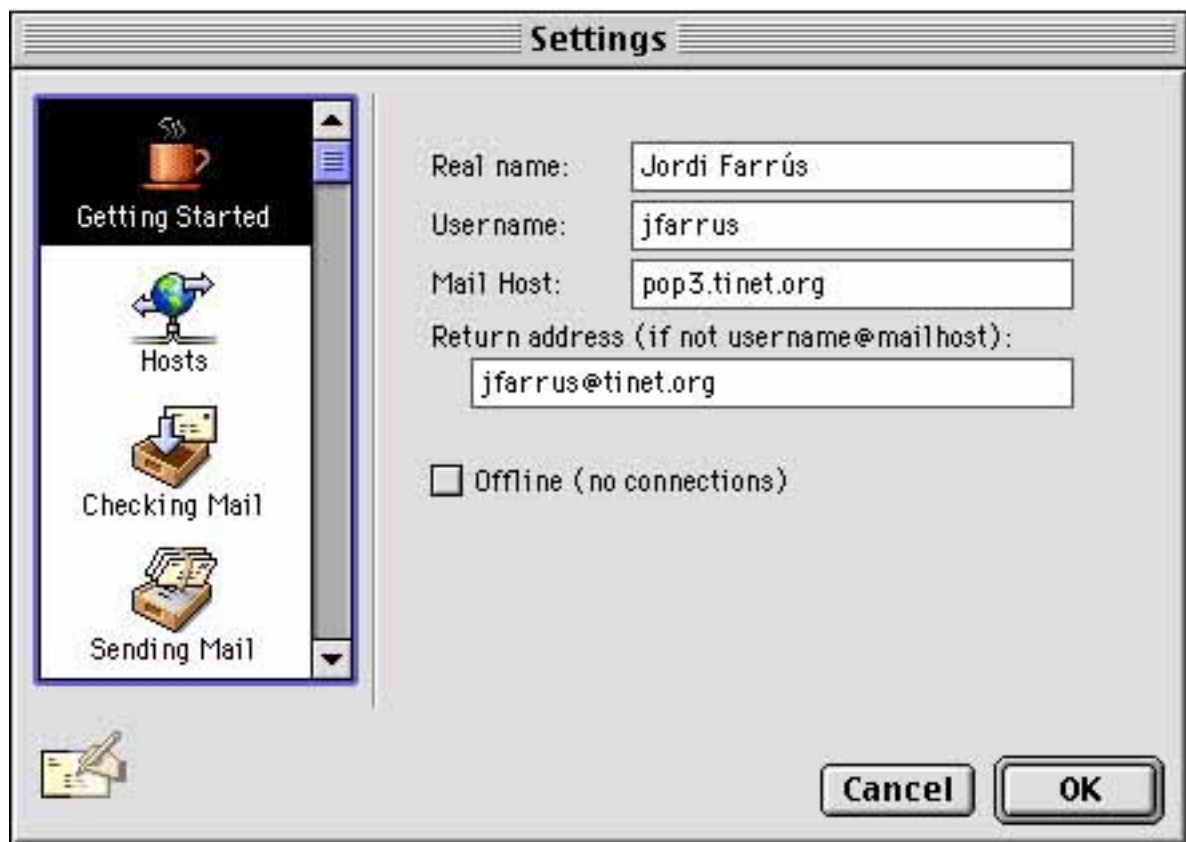 Settings
Getting Started
Hosts
Checking Mail
Sending Mail
Real name: Jordi Farrús
Username: jfarrus
Mail Host: pop3.tinet.org
Return address (if not username@mailhost):
jfarrus@tinet.org
Offline (no connections)
Cancel OK